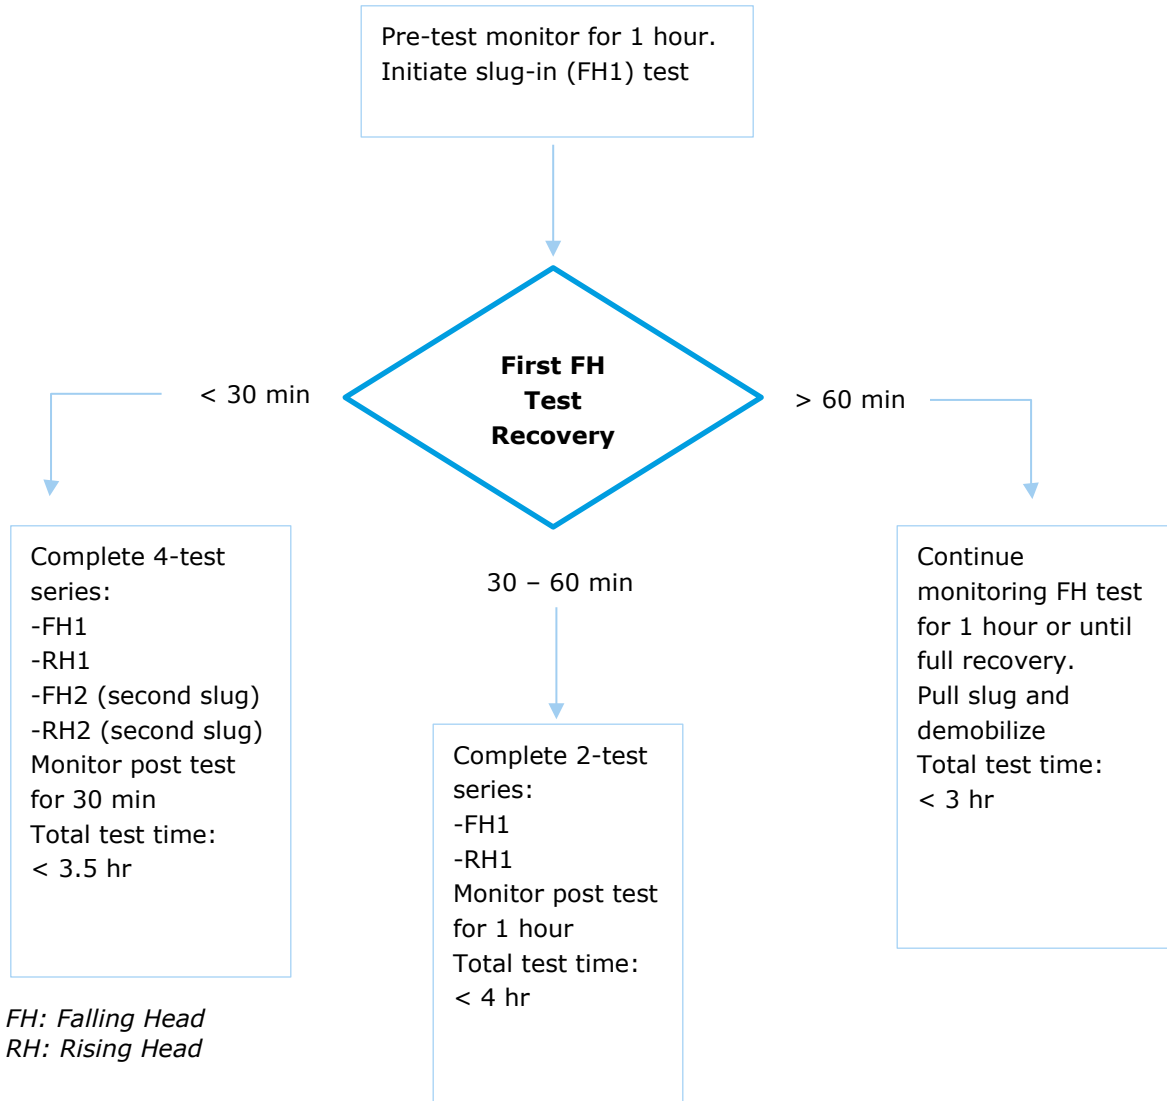 Pre-test monitor for 1 hour.
Initiate slug-in (FH1) test
First FH
Test
Recovery
< 30 min
> 60 min
30 – 60 min
Complete 4-test
series:
-FH1
-RH1
-FH2 (second slug)
-RH2 (second slug)
Monitor post test
for 30 min
Total test time:
< 3.5 hr
Complete 2-test
series:
-FH1
-RH1
Monitor post test
for 1 hour
Total test time:
< 4 hr
Continue
monitoring FH test
for 1 hour or until
full recovery.
Pull slug and
demobilize
Total test time:
< 3 hr
FH: Falling Head
RH: Rising Head